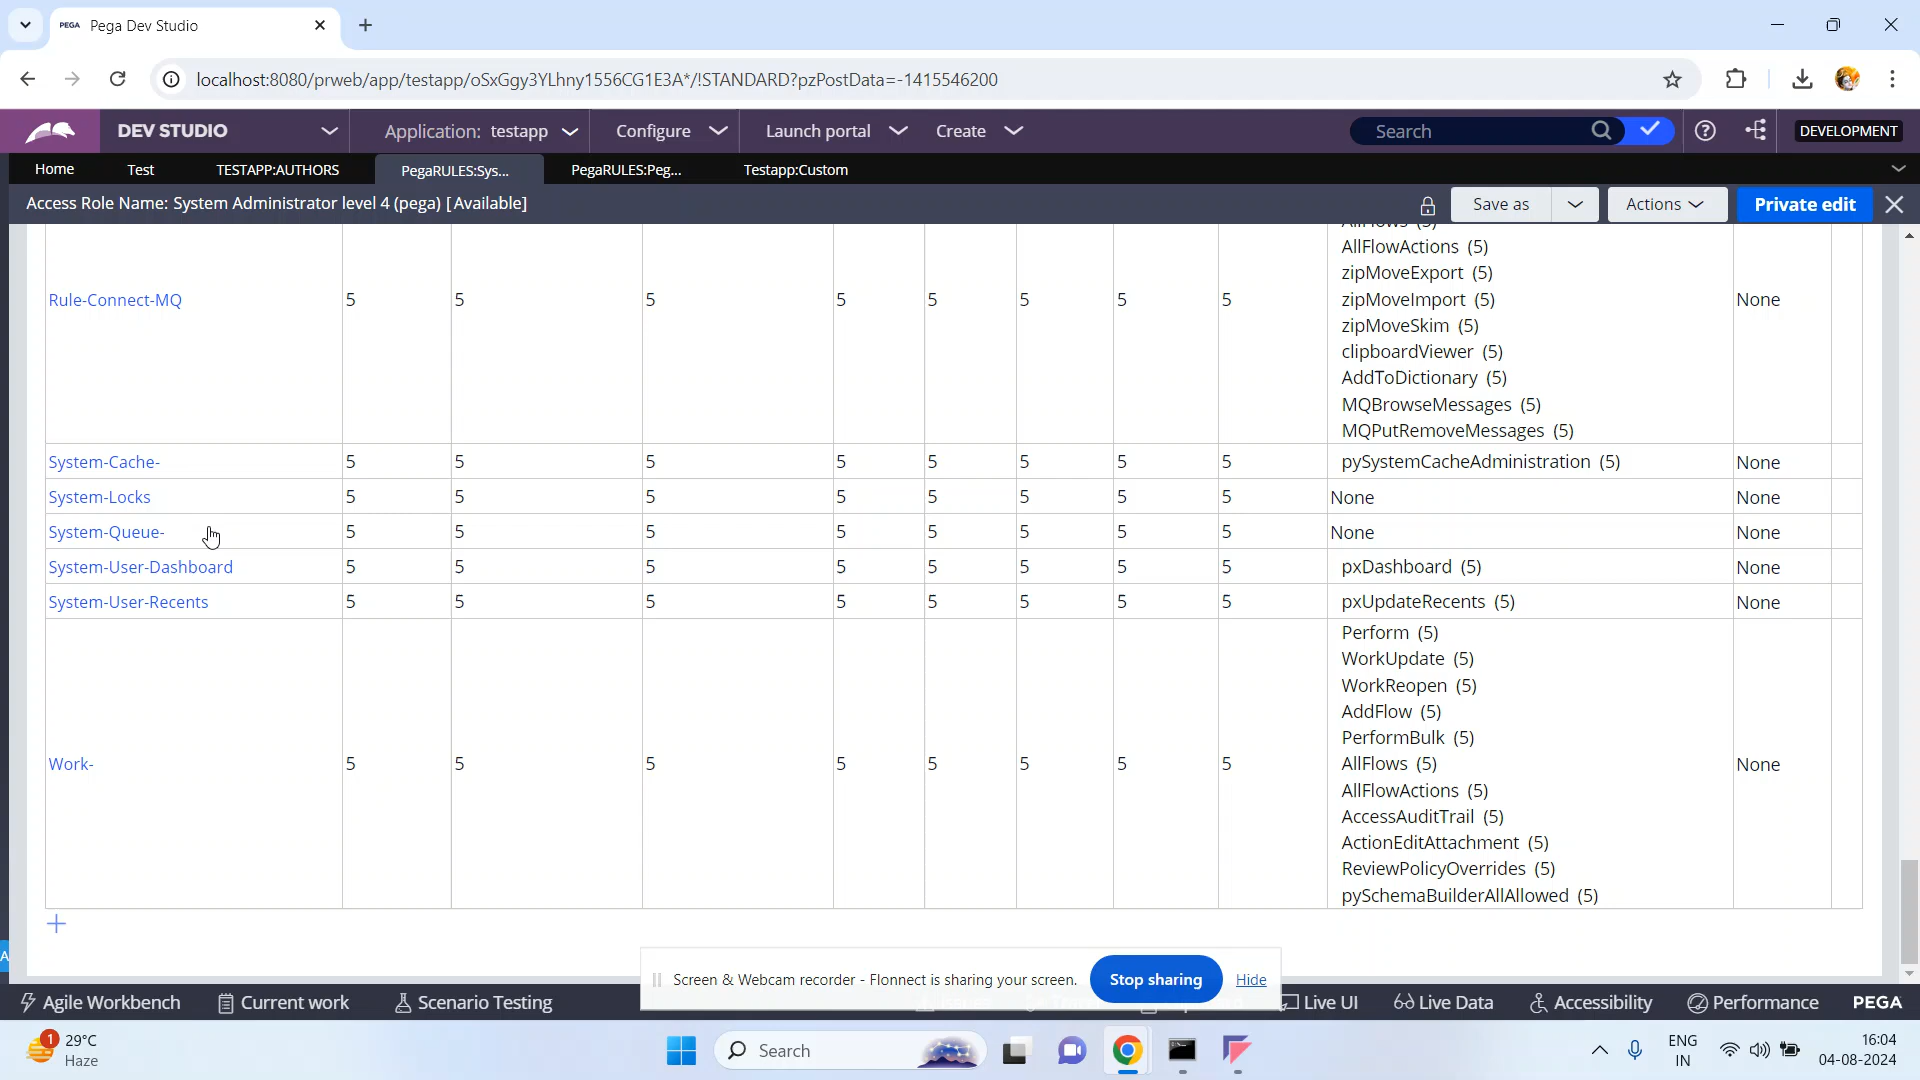 PEGA Pega Dev Studio
localhost:8080/prweb/app/testapp/oSxGgy3YLhny1556CG1E3A*/!STANDARD?pzPostData=-1415546200
DEV STUDIO Application: testapp Configure Launch portal Create Search DEVELOPMENT
Home Test TESTAPP:AUTHORS PegaRULES:Sys... PegaRULES:Peg... Testapp:Custom
Access Role Name: System Administrator level 4 (pega) [Available] Save as Actions Private edit
AllFlows (5)
AllFlowActions (5)
zipMoveExport (5)
Rule-Connect-MQ 5 5 5 5 5 5 5 5 zipMoveImport (5) None
zipMoveSkim (5)
clipboardViewer (5)
AddToDictionary (5)
MQBrowseMessages (5)
MQPutRemoveMessages (5)
System-Cache- 5 5 5 5 5 5 5 5 pySystemCacheAdministration (5) None
System-Locks 5 5 5 5 5 5 5 5 None None
System-Queue- 5 5 5 5 5 5 5 5 None None
System-User-Dashboard 5 5 5 5 5 5 5 5 pxDashboard (5) None
System-User-Recents 5 5 5 5 5 5 5 5 pxUpdateRecents (5) None
Perform (5)
WorkUpdate (5)
WorkReopen (5)
AddFlow (5)
PerformBulk (5)
Work- 5 5 5 5 5 5 5 5 AllFlows (5) None
AllFlowActions (5)
AccessAuditTrail (5)
ActionEditAttachment (5)
ReviewPolicyOverrides (5)
pySchemaBuilderAllAllowed (5)
A
Screen & Webcam recorder - Flonnect is sharing your screen. Stop sharing Hide
Agile Workbench Current work Scenario Testing Live UI Live Data Accessibility Performance PEGA
1 29°C
Haze
Search
ENG
IN
16:04
04-08-2024